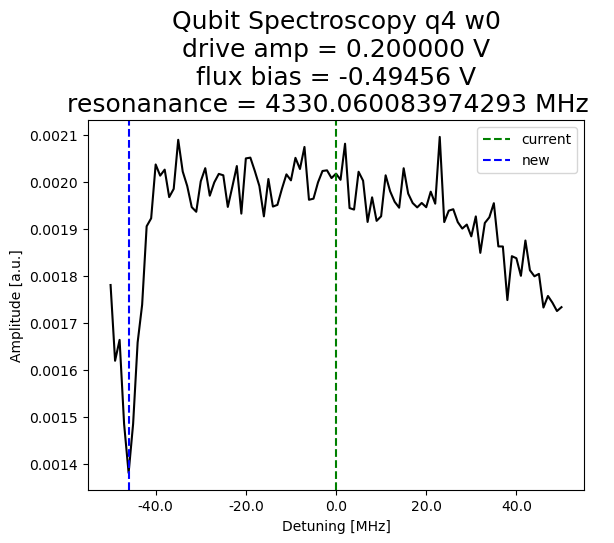 Qubit Spectroscopy q4 w0
drive amp = 0.200000 V
flux bias = -0.49456 V
resonanance = 4330.060083974293 MHz
current
new
Amplitude [a.u.]
0.0021
0.0020
0.0019
0.0018
0.0017
0.0016
0.0015
0.0014
-40.0
-20.0
0.0
20.0
40.0
Detuning [MHz]